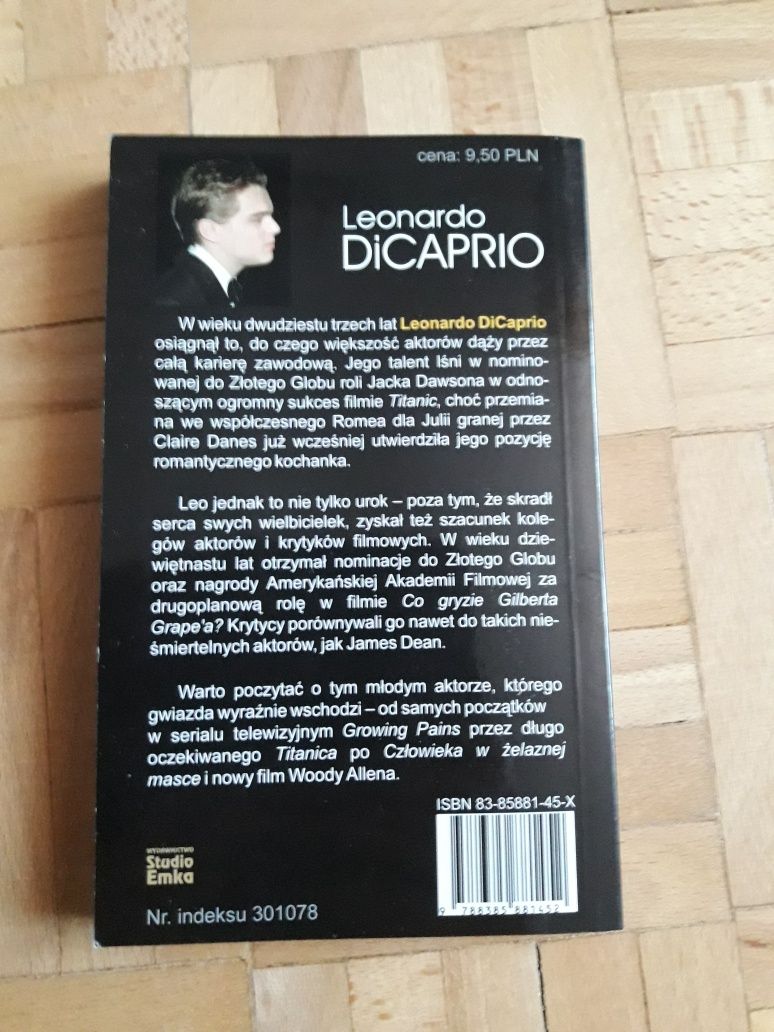 cena: 9,50 PLN
Leonardo
DiCAPRIO
W wieku dwudziestu trzech lat Leonardo DiCaprio
osiągnął to, do czego większość aktorów dąży przez
całą karierę zawodową. Jego talent lśni w nomino-
wanej do Złotego Globu roli Jacka Dawsona w odno-
szącym ogromny sukces filmie Titanic, choć przemia-
na we współczesnego Romea dla Julii granej przez
Claire Danes już wcześniej utwierdziła jego pozycję
romantycznego kochanka.
Leo jednak to nie tylko urok – poza tym, że skradł
serca swych wielbicielek, zyskał też szacunek kole-
gów aktorów i krytyków filmowych. W wieku dzie-
więtnastu lat otrzymał nominacje do Złotego Globu
oraz nagrody Amerykańskiej Akademii Filmowej za
drugoplanową rolę w filmie Co gryzie Gilberta
Grape'a? Krytycy porównywali go nawet do takich nie-
śmiertelnych aktorów, jak James Dean.
Warto poczytać o tym młodym aktorze, którego
gwiazda wyraźnie wschodzi – od samych początków
w serialu telewizyjnym Growing Pains przez długo
oczekiwanego Titanica po Człowieka w żelaznej
masce i nowy film Woody Allena.
ISBN 83-85881-45-X
9 788385 881452
WYDAWNICTWO
Studio
Emka
Nr. indeksu 301078